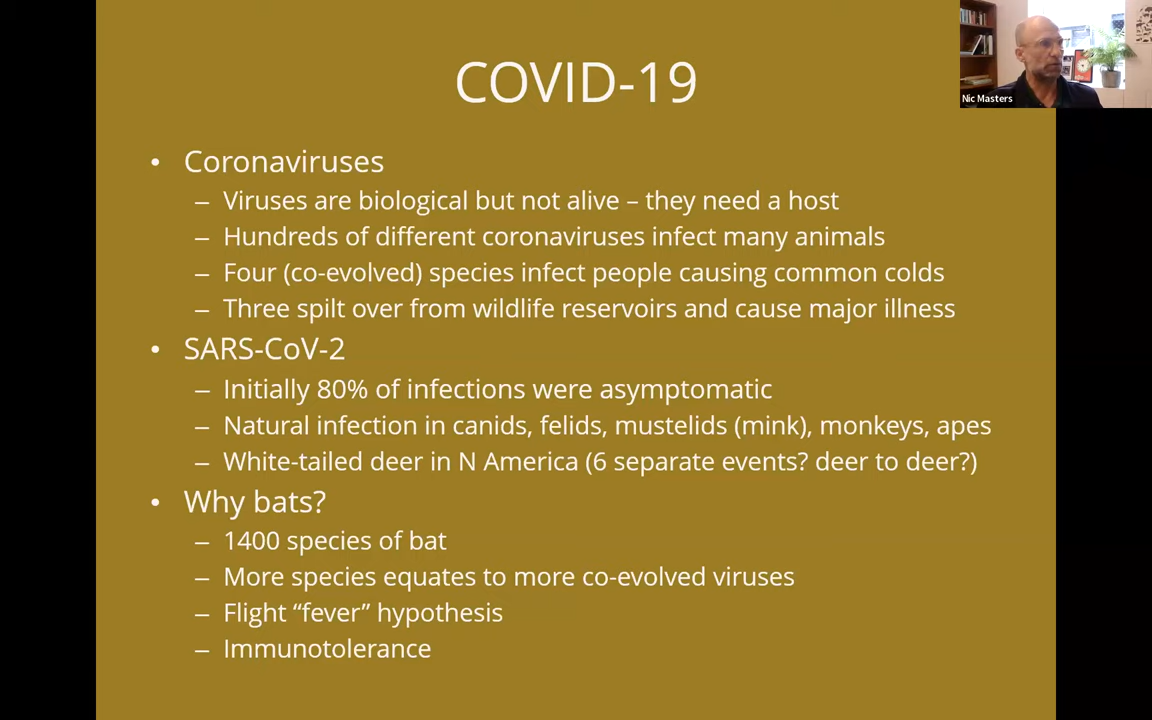 COVID-19
Nic Masters
• Coronaviruses
– Viruses are biological but not alive – they need a host
– Hundreds of different coronaviruses infect many animals
– Four (co-evolved) species infect people causing common colds
– Three spilt over from wildlife reservoirs and cause major illness
• SARS-CoV-2
– Initially 80% of infections were asymptomatic
– Natural infection in canids, felids, mustelids (mink), monkeys, apes
– White-tailed deer in N America (6 separate events? deer to deer?)
• Why bats?
– 1400 species of bat
– More species equates to more co-evolved viruses
– Flight “fever” hypothesis
– Immunotolerance